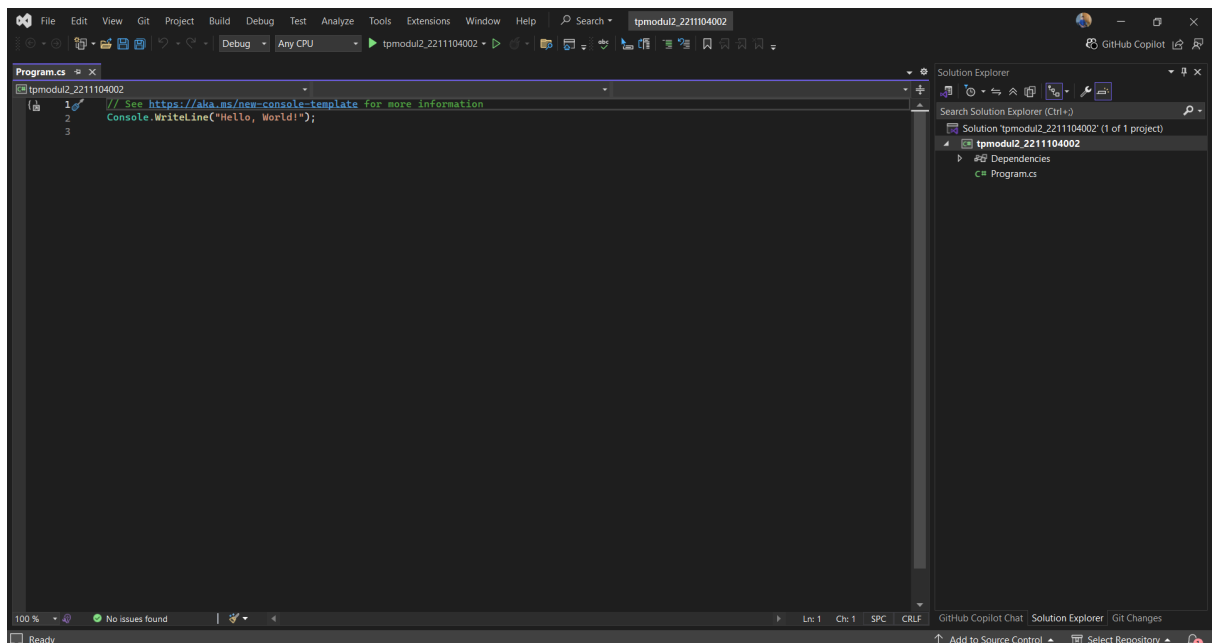 File Edit View Git Project Build Debug Test Analyze Tools Extensions Window Help Search tpmodul2_2211104002
Debug Any CPU tpmodul2_2211104002 GitHub Copilot
Program.cs
tpmodul2_2211104002
1 // See https://aka.ms/new-console-template for more information
2 Console.WriteLine("Hello, World!");
3
Solution Explorer
Search Solution Explorer (Ctrl+;)
Solution 'tpmodul2_2211104002' (1 of 1 project)
tpmodul2_2211104002
Dependencies
C# Program.cs
100 % No issues found Ln: 1 Ch: 1 SPC CRLF
GitHub Copilot Chat Solution Explorer Git Changes
Ready Add to Source Control Select Repository